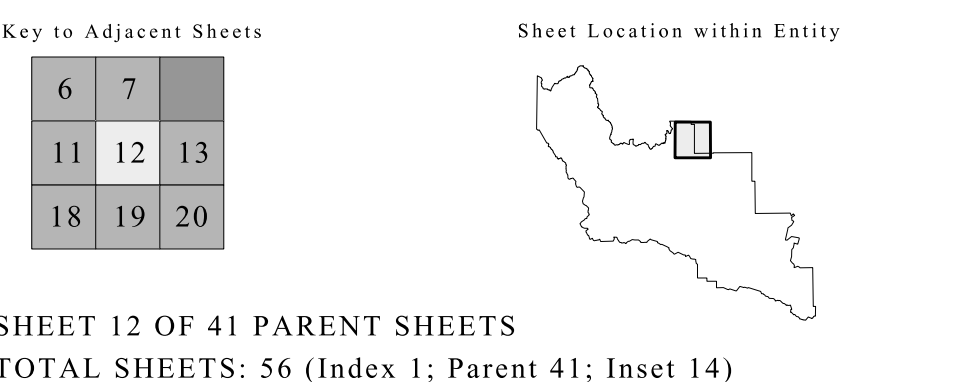 Key to Adjacent Sheets
Sheet Location within Entity
6 7
11 12 13
18 19 20
SHEET 12 OF 41 PARENT SHEETS
TOTAL SHEETS: 56 (Index 1; Parent 41; Inset 14)